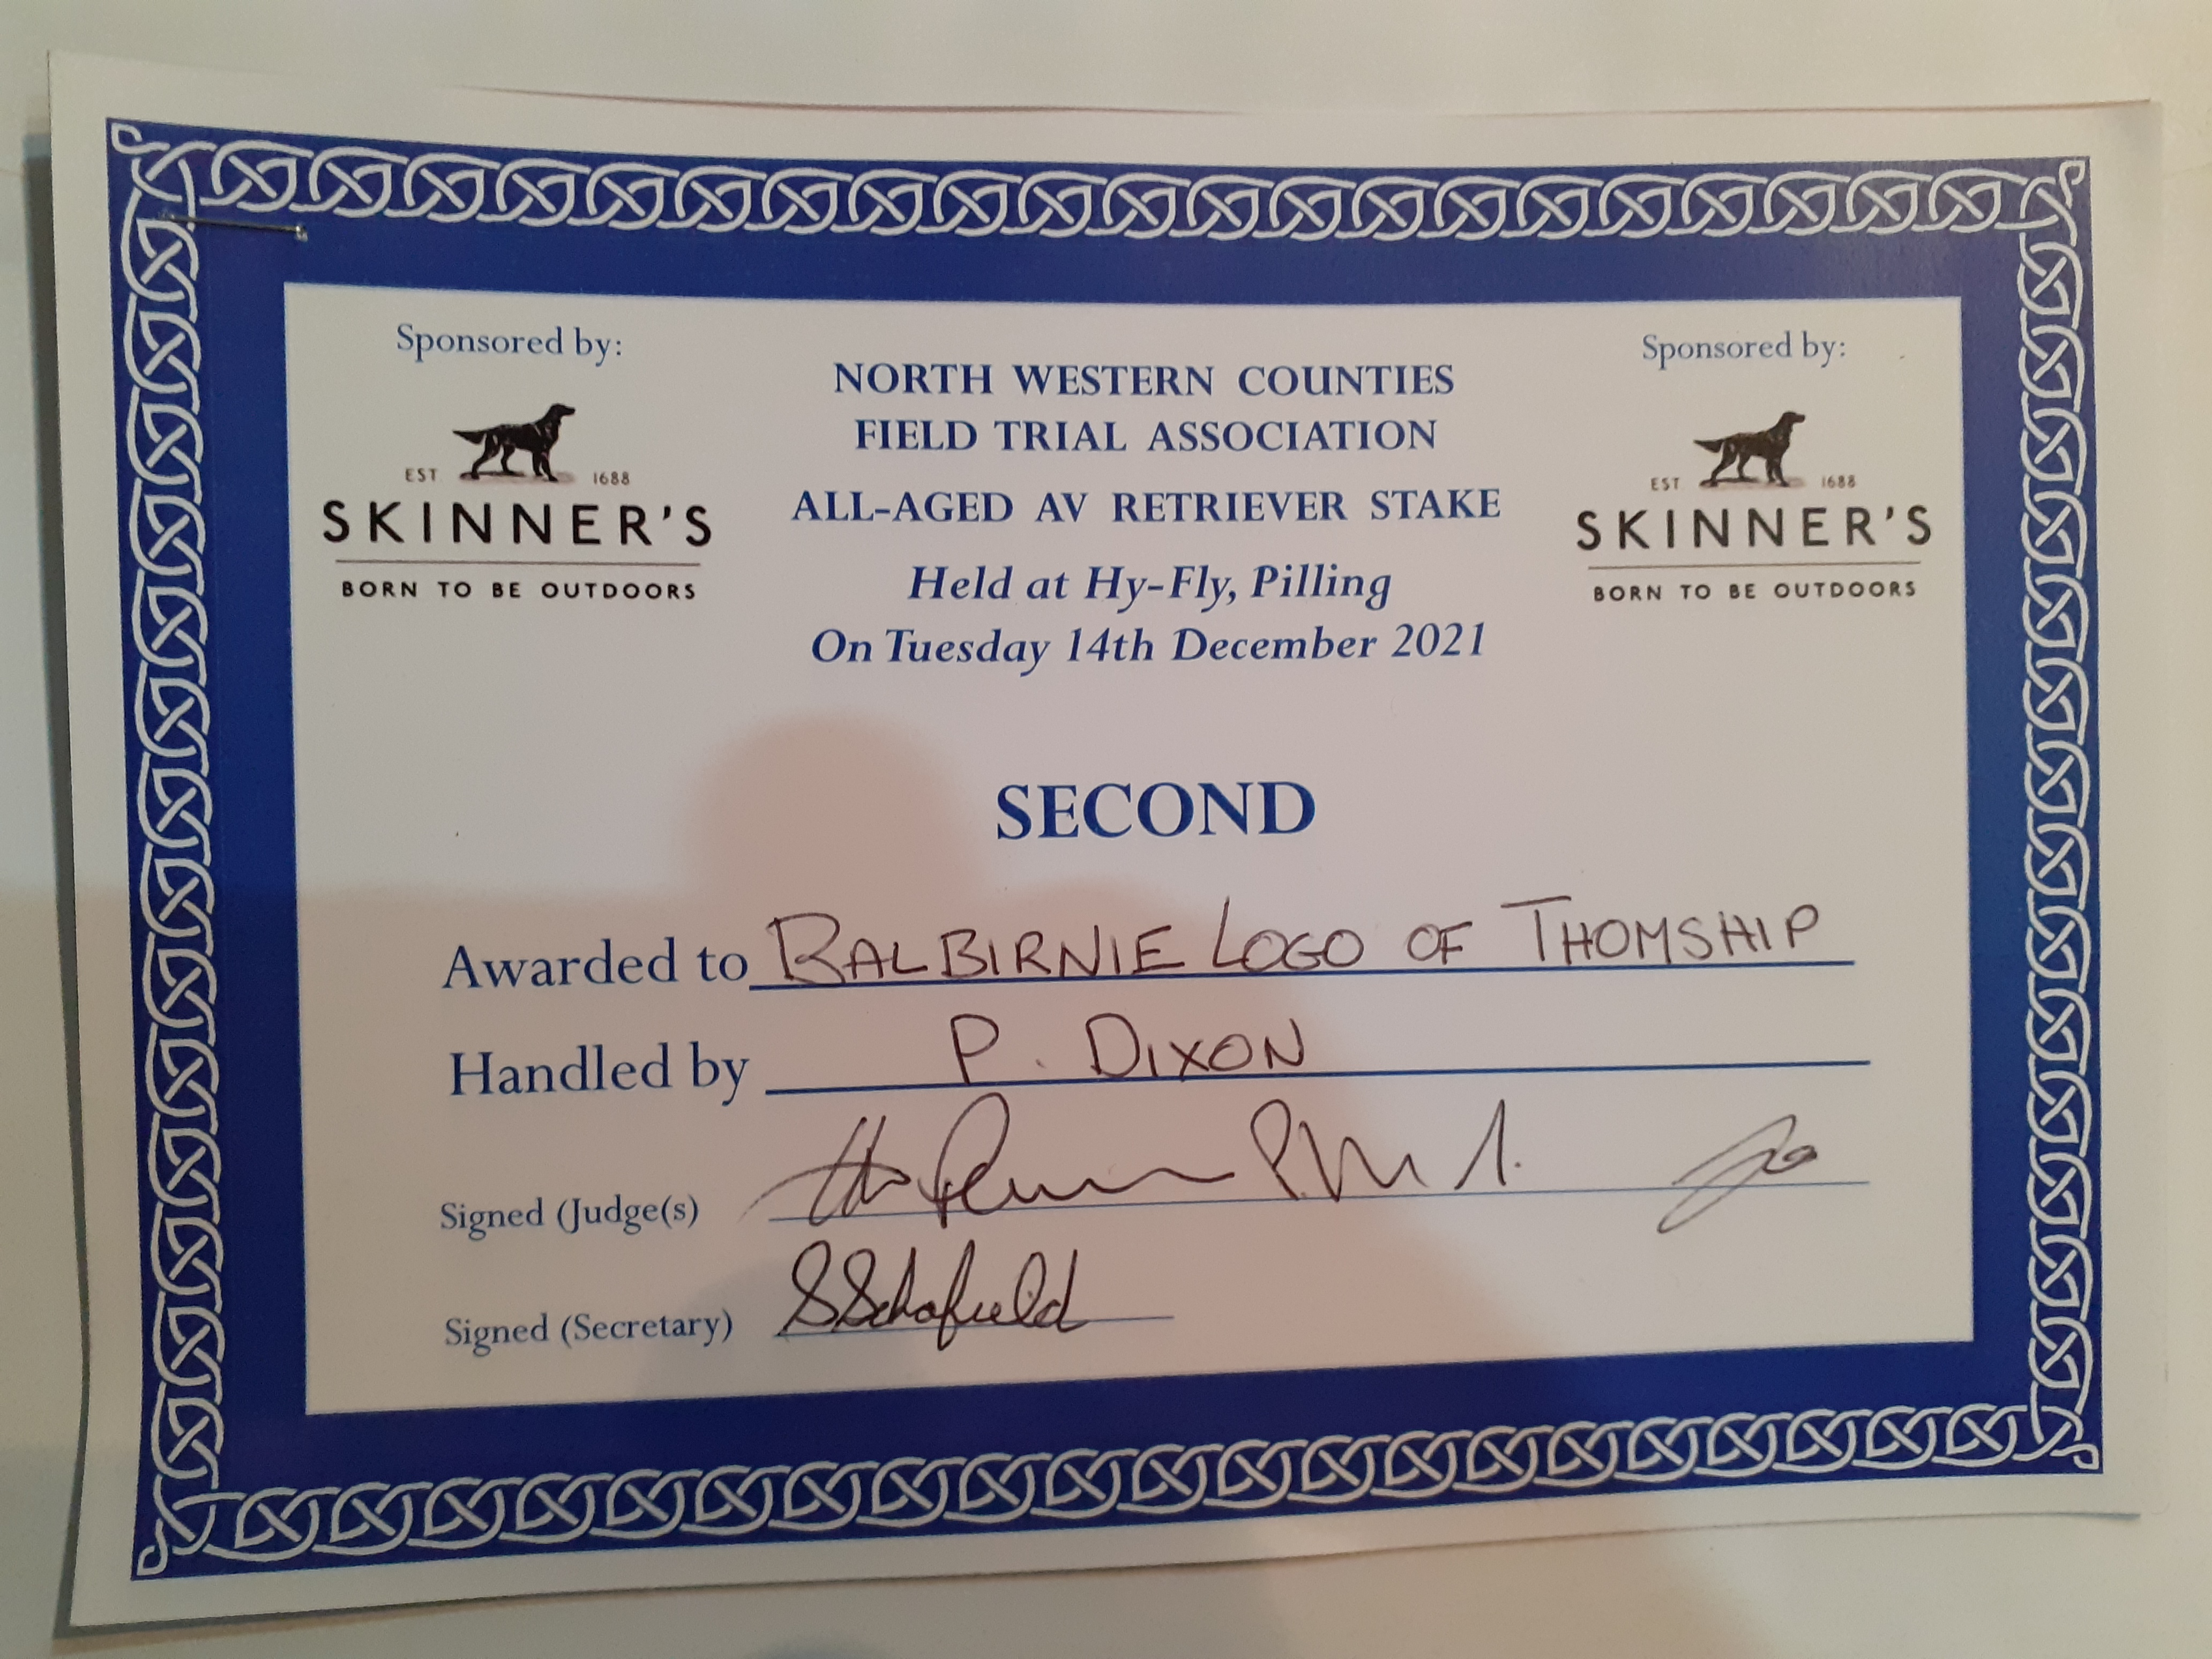 Sponsored by:
EST 1688
SKINNER'S
BORN TO BE OUTDOORS
NORTH WESTERN COUNTIES
FIELD TRIAL ASSOCIATION
ALL-AGED AV RETRIEVER STAKE
Held at Hy-Fly, Pilling
On Tuesday 14th December 2021
Sponsored by:
EST 1688
SKINNER'S
BORN TO BE OUTDOORS
SECOND
Awarded to BALBIRNIE LOGO OF THOMSHIP
Handled by P. DIXON
Signed (Judge(s)
Signed (Secretary) SSchofield